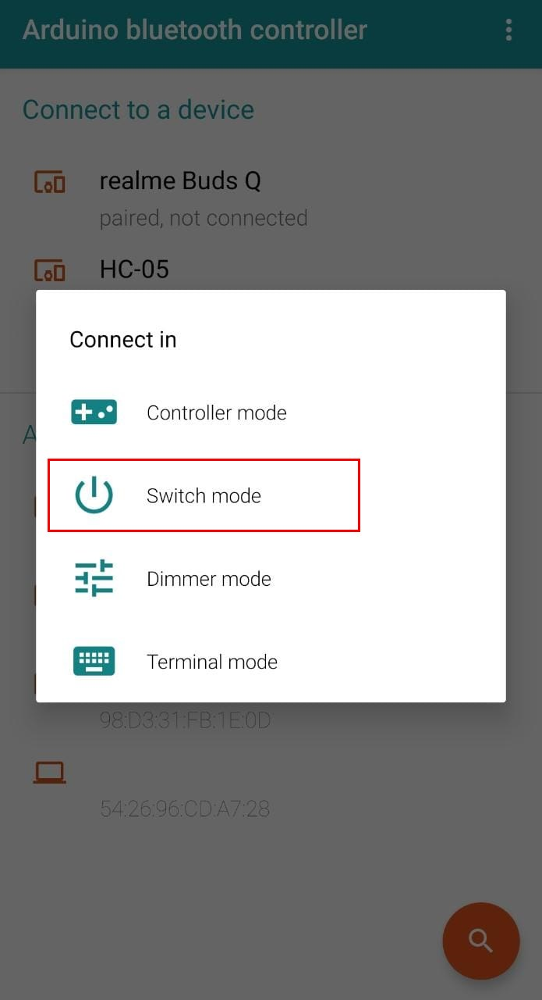 Arduino bluetooth controller
Connect to a device
realme Buds Q
paired, not connected
HC-05
Connect in
Controller mode
Switch mode
Dimmer mode
Terminal mode
98:D3:31:FB:1E:0D
54:26:96:CD:A7:28